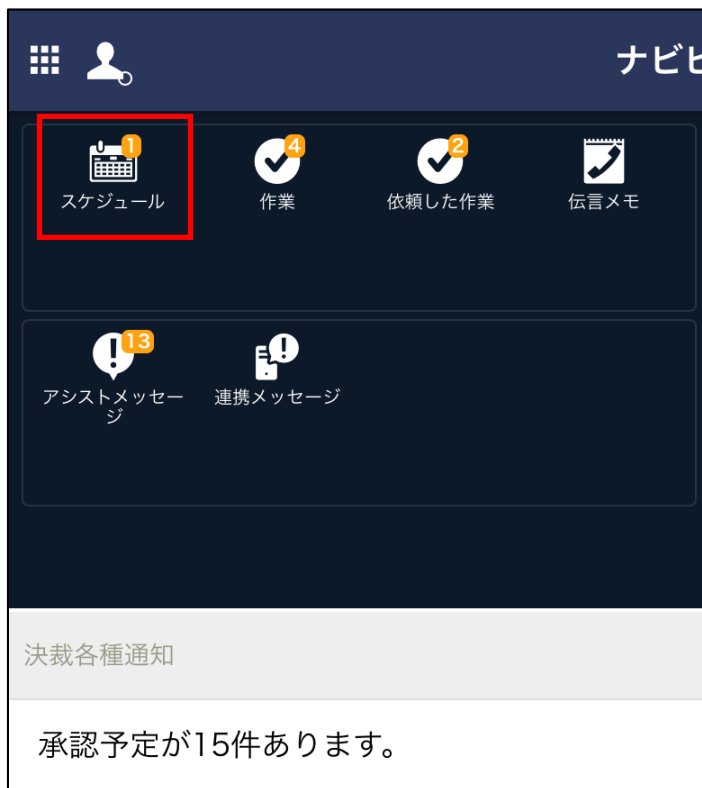 ナビ
1
スケジュール
4
作業
2
依頼した作業
伝言メモ
13
アシストメッセー
ジ
連携メッセージ
決裁各種通知
承認予定が15件あります。